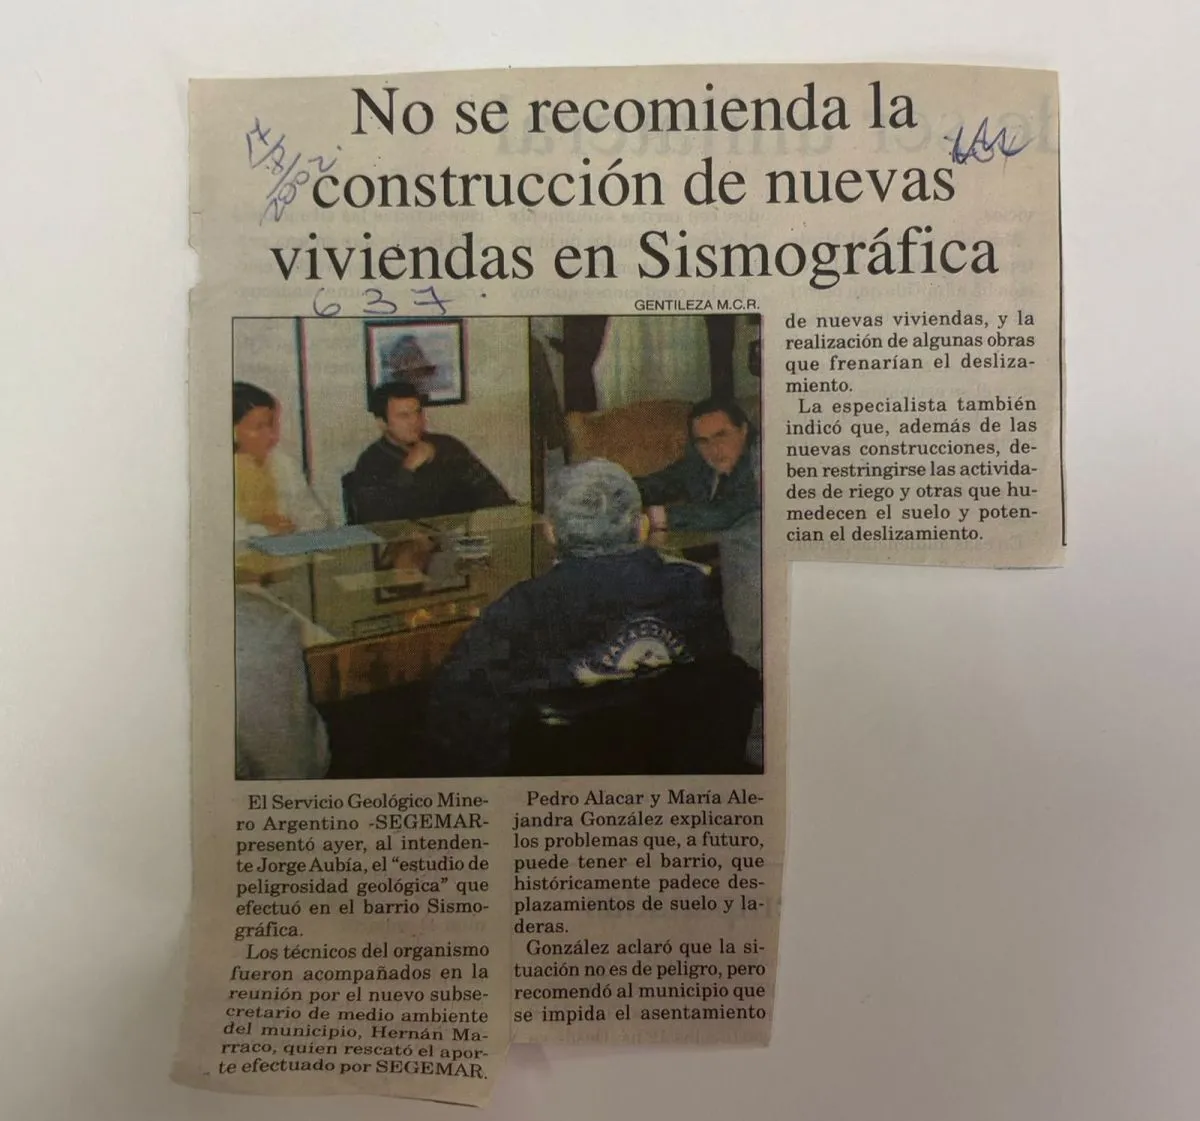 No se recomienda la
construcción de nuevas
viviendas en Sismográfica
17/8/2002.
637.
GENTILEZA M.C.R.
El Servicio Geológico Mine-
ro Argentino -SEGEMAR-
presentó ayer, al intenden-
te Jorge Aubía, el “estudio de
peligrosidad geológica” que
efectuó en el barrio Sismo-
gráfica.
Los técnicos del organismo
fueron acompañados en la
reunión por el nuevo subse-
cretario de medio ambiente
del municipio, Hernán Ma-
rraco, quien rescató el apor-
te efectuado por SEGEMAR.
Pedro Alacar y María Ale-
jandra González explicaron
los problemas que, a futuro,
puede tener el barrio, que
históricamente padece des-
plazamientos de suelo y la-
deras.
González aclaró que la si-
tuación no es de peligro, pero
recomendó al municipio que
se impida el asentamiento
de nuevas viviendas, y la
realización de algunas obras
que frenarían el desliza-
miento.
La especialista también
indicó que, además de las
nuevas construcciones, de-
ben restringirse las activida-
des de riego y otras que hu-
medecen el suelo y poten-
cian el deslizamiento.